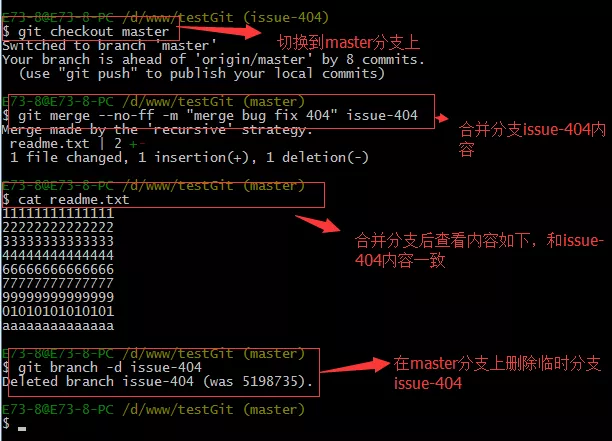 E73-8@E73-8-PC /d/www/testGit (issue-404)
$ git checkout master
切换到master分支上
Switched to branch 'master'
Your branch is ahead of 'origin/master' by 8 commits.
(use "git push" to publish your local commits)
E73-8@E73-8-PC /d/www/testGit (master)
$ git merge --no-ff -m "merge bug fix 404" issue-404
合并分支issue-404内
容
Merge made by the 'recursive' strategy.
readme.txt | 2 +-
1 file changed, 1 insertion(+), 1 deletion(-)
E73-8@E73-8-PC /d/www/testGit (master)
$ cat readme.txt
11111111111111
22222222222222
33333333333333
44444444444444
66666666666666
77777777777777
99999999999999
01010101010101
aaaaaaaaaaaaaa
合并分支后查看内容如下，和issue-
404内容一致
E73-8@E73-8-PC /d/www/testGit (master)
$ git branch -d issue-404
Deleted branch issue-404 (was 5198735).
在master分支上删除临时分支
issue-404
E73-8@E73-8-PC /d/www/testGit (master)
$